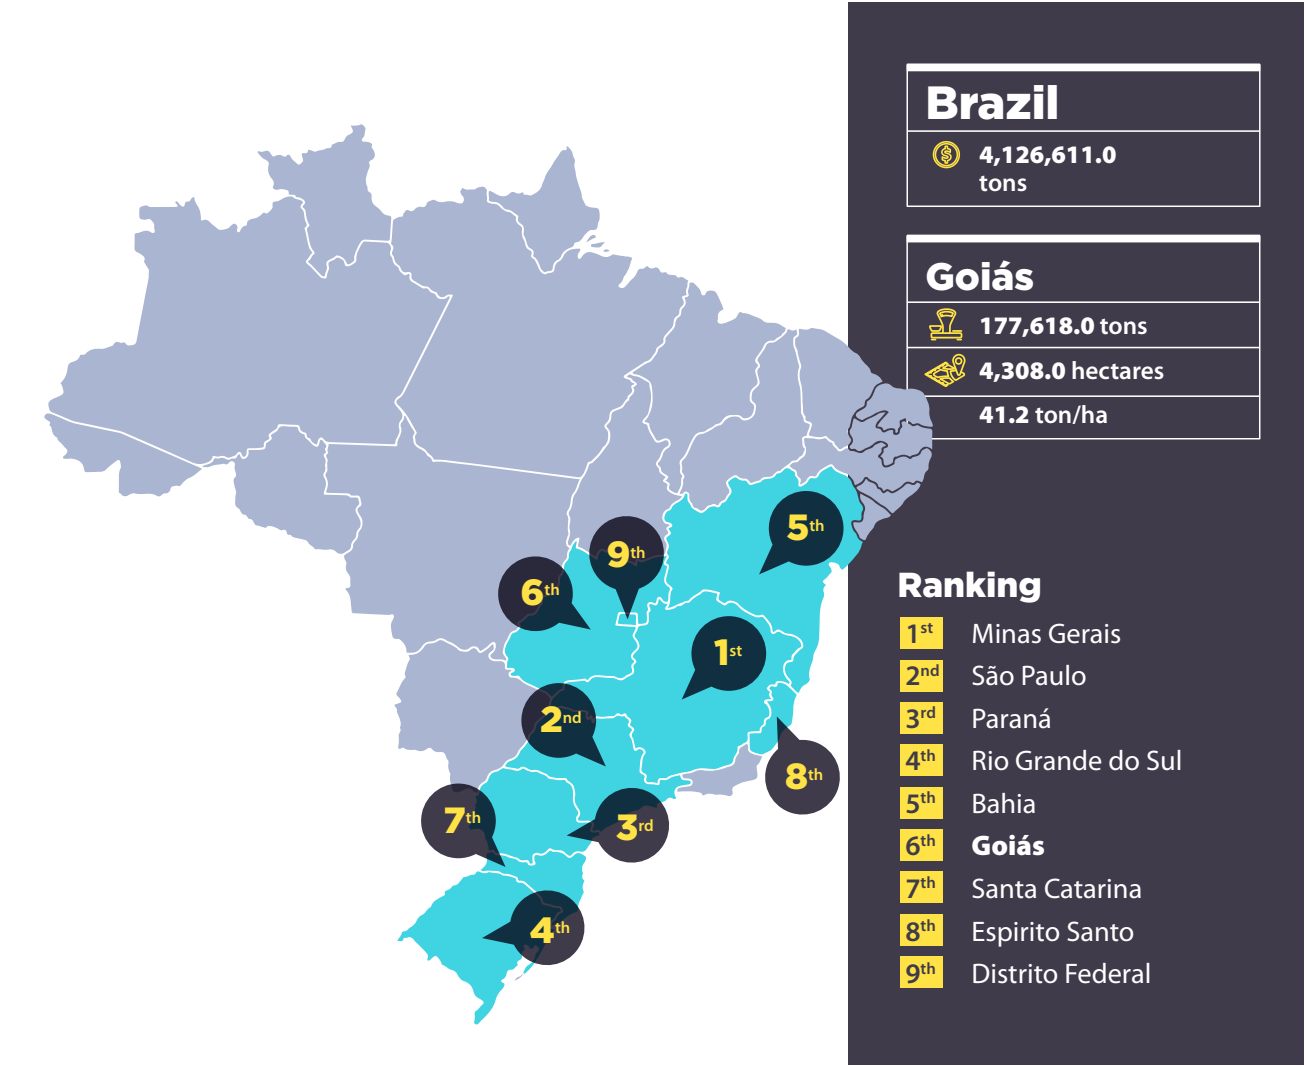 Brazil
4,126,611.0
tons
Goiás
177,618.0 tons
4,308.0 hectares
41.2 ton/ha
5th
9th
6th
1st
2nd
8th
7th
3rd
4th
Ranking
1st Minas Gerais
2nd São Paulo
3rd Paraná
4th Rio Grande do Sul
5th Bahia
6th Goiás
7th Santa Catarina
8th Espirito Santo
9th Distrito Federal